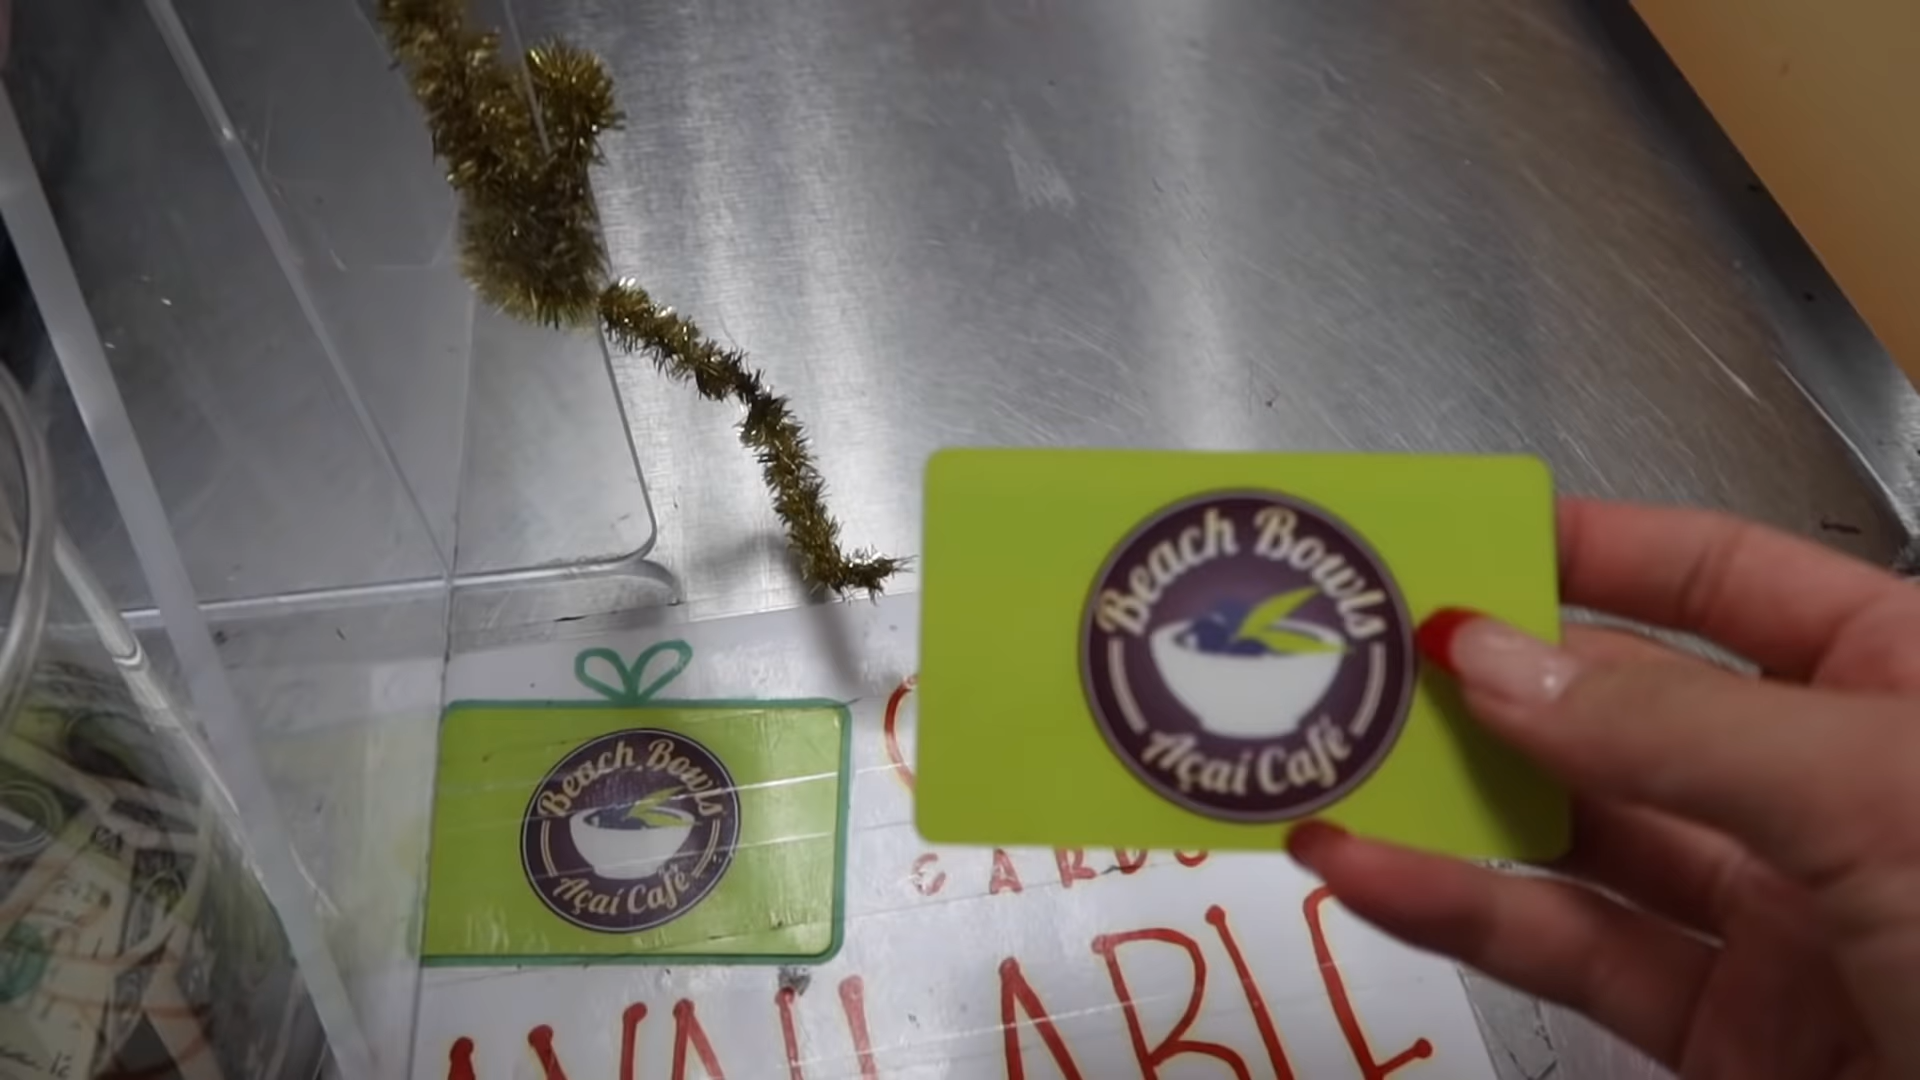 Beach Bowls
Açaí Café
Beach Bowls
Açaí Café
CARDS
AVAILABLE